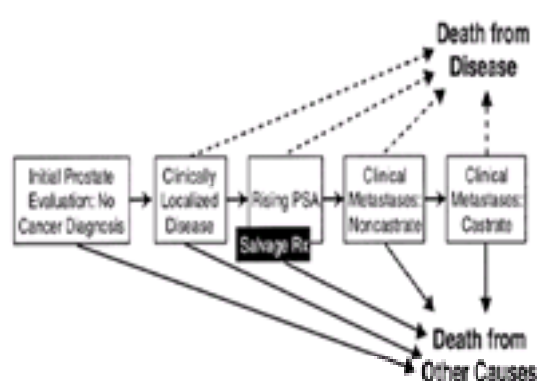 Death from
Disease
Initial Prostate
Evaluation: No
Cancer Diagnosis
Clinically
Localized
Disease
Rising PSA
Salvage Rx
Clinical
Metastases:
Noncastrate
Clinical
Metastases:
Castrate
Death from
Other Causes